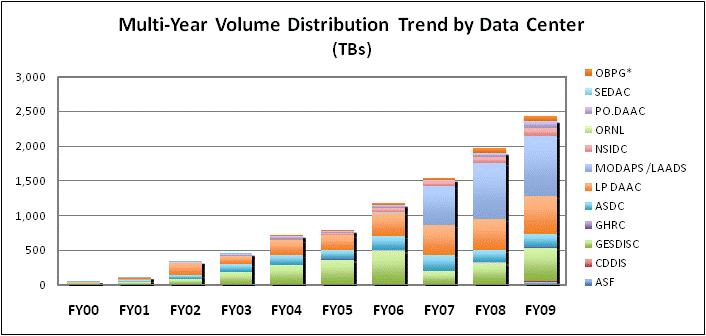 Multi-Year Volume Distribution Trend by Data Center
(TBs)
3,000
2,500
2,000
1,500
1,000
500
0
FY00 FY01 FY02 FY03 FY04 FY05 FY06 FY07 FY08 FY09
OBPG*
SEDAC
PO.DAAC
ORNL
NSIDC
MODAPS /LAADS
LP DAAC
ASDC
GHRC
GESDISC
CDDIS
ASF